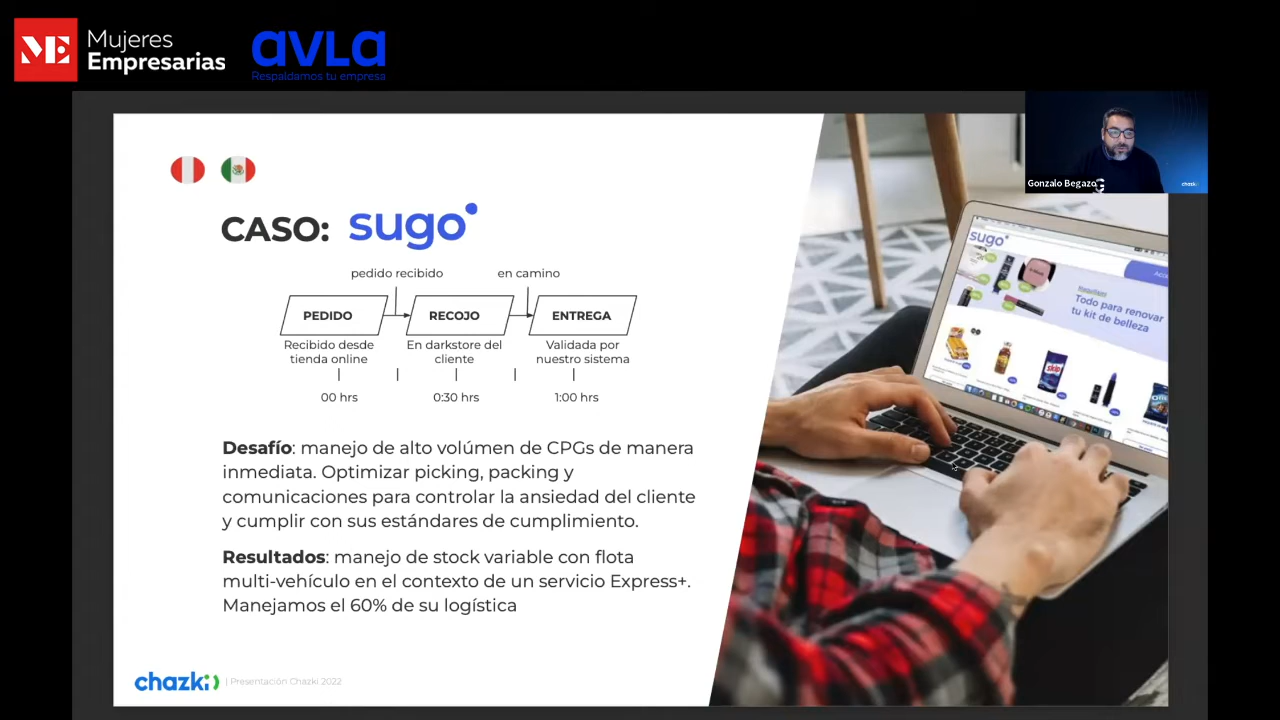 ME
Mujeres
Empresarias
avla
Respaldamos tu empresa
Gonzalo Begazo
chazki
CASO: sugo
pedido recibido
en camino
PEDIDO
RECOJO
ENTREGA
Recibido desde
tienda online
En darkstore del
cliente
Validada por
nuestro sistema
00 hrs
0:30 hrs
1:00 hrs
Desafío: manejo de alto volúmen de CPGs de manera
inmediata. Optimizar picking, packing y
comunicaciones para controlar la ansiedad del cliente
y cumplir con sus estándares de cumplimiento.
Resultados: manejo de stock variable con flota
multi-vehículo en el contexto de un servicio Express+.
Manejamos el 60% de su logística
chazki | Presentación Chazki 2022
sugo
Todo para renovar
tu kit de belleza
SKIP